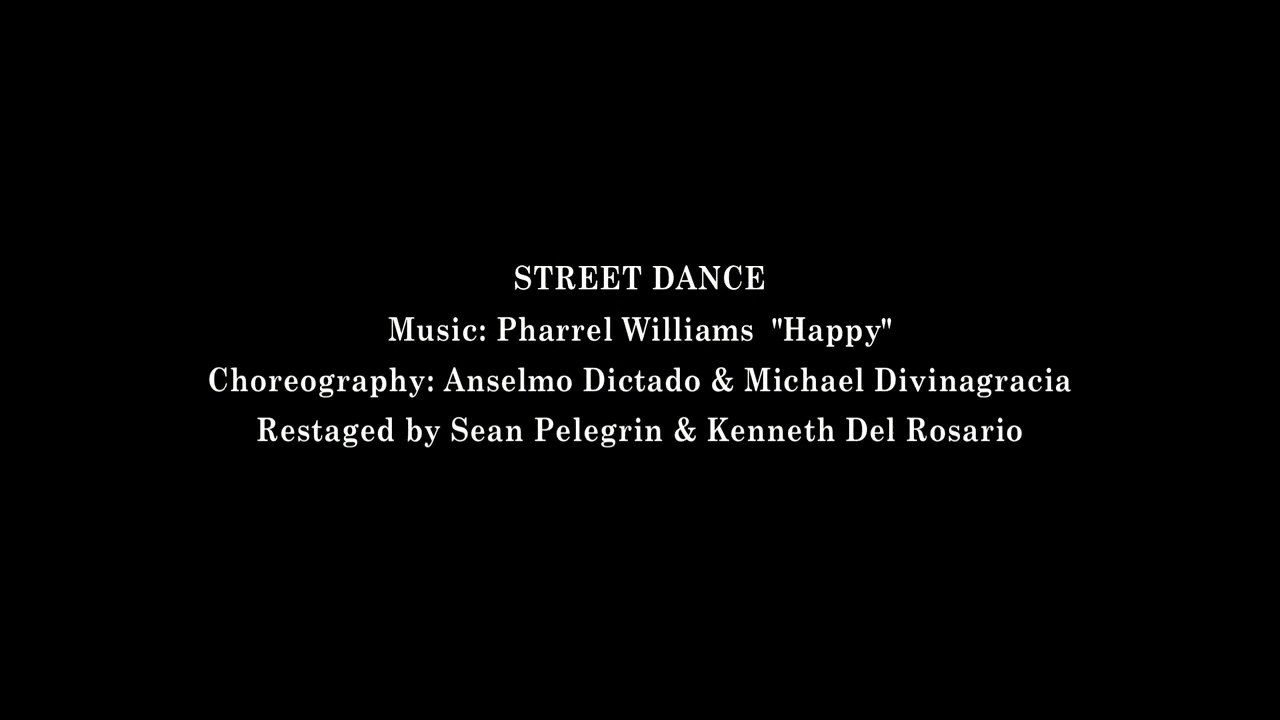 STREET DANCE
Music: Pharrel Williams  "Happy"
Choreography: Anselmo Dictado & Michael Divinagracia
Restaged by Sean Pelegrin & Kenneth Del Rosario